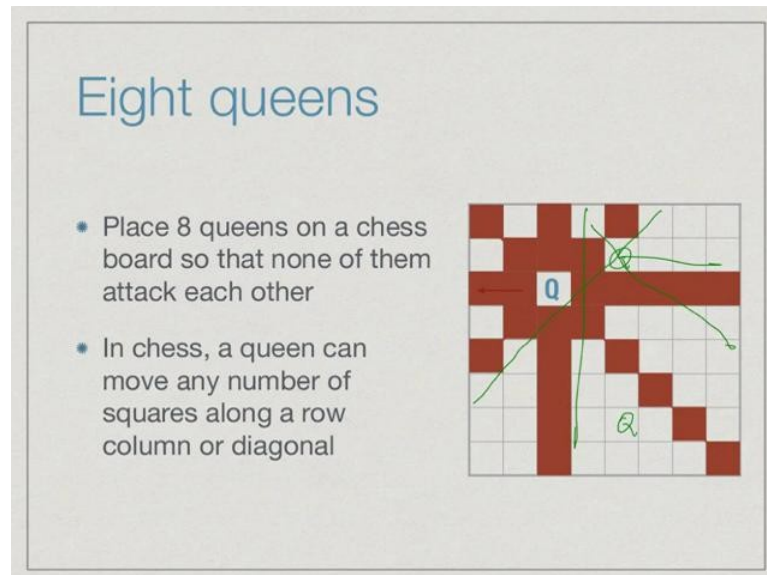 Eight queens
Place 8 queens on a chess
board so that none of them
attack each other
In chess, a queen can
move any number of
squares along a row
column or diagonal
Q
Q